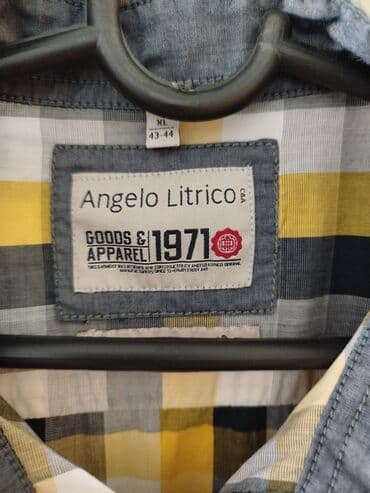 XL
43-44
Angelo Litrico
C&A
GOODS &
APPAREL 1971